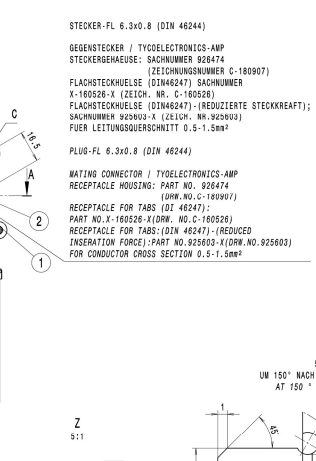 STECKER-FL 6.3x0.8 (DIN 46244)
GEGENSTECKER / TYCOELECTRONICS-AMP
STECKERGEHAEUSE: SACHNUMMER 926474
(ZEICHNUNGSNUMMER C-180907)
FLACHSTECKHUELSE (DIN46247) SACHNUMMER
X-160526-X (ZEICH. NR. C-160526)
FLACHSTECKHUELSE (DIN46247)-(REDUZIERTE STECKKREAFT);
SACHNUMMER 925603-X (ZEICH. NR.925603)
FUER LEITUNGSQUERSCHNITT 0.5-1.5mm²
PLUG-FL 6.3x0.8 (DIN 46244)
MATING CONNECTOR / TYCOELECTRONICS-AMP
RECEPTACLE HOUSING: PART NO. 926474
(DRW.NO.C-180907)
RECEPTACLE FOR TABS (DI 46247):
PART NO.X-160526-X(DRW. NO.C-160526)
RECEPTACLE FOR TABS:(DIN 46247)-(REDUCED
INSERATION FORCE):PART NO.925603-X(DRW.NO.925603)
FOR CONDUCTOR CROSS SECTION 0.5-1.5mm²
C
16.5
A
2
1
UM 150° NACH
AT 150 °
Z
5:1
1
45°